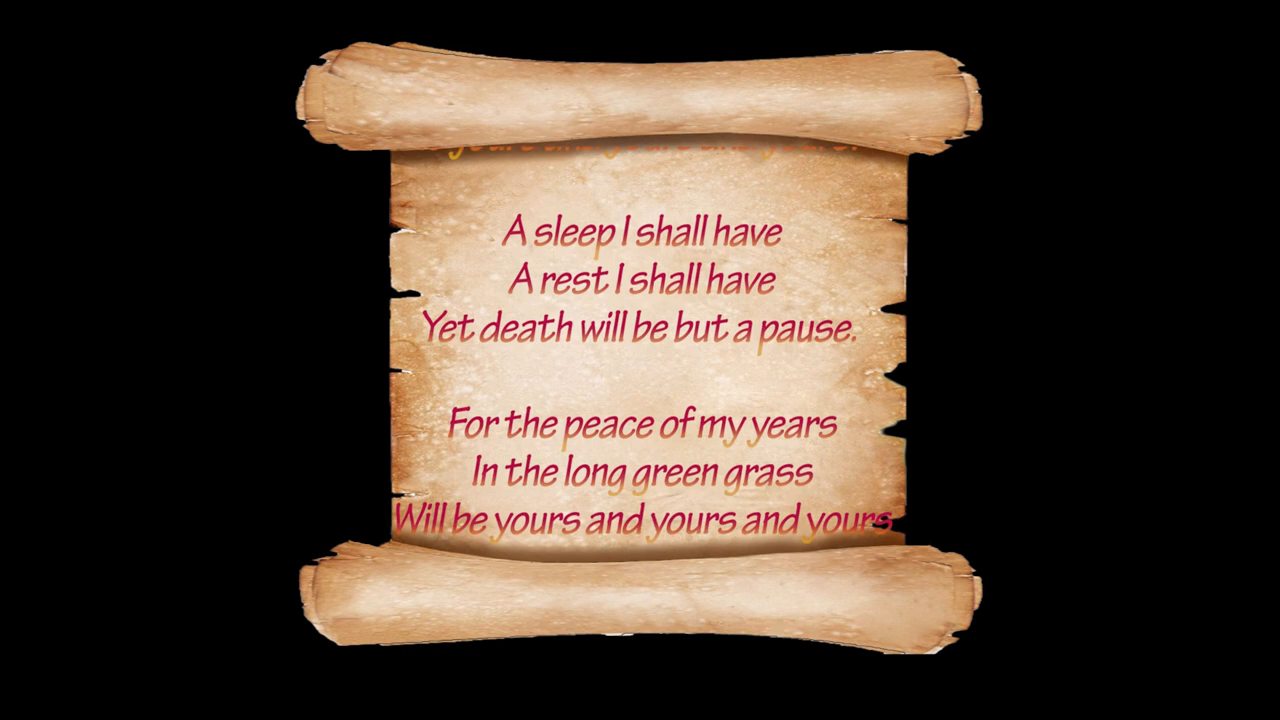 A sleep I shall have
A rest I shall have
Yet death will be but a pause.
For the peace of my years
In the long green grass
Will be yours and yours and yours